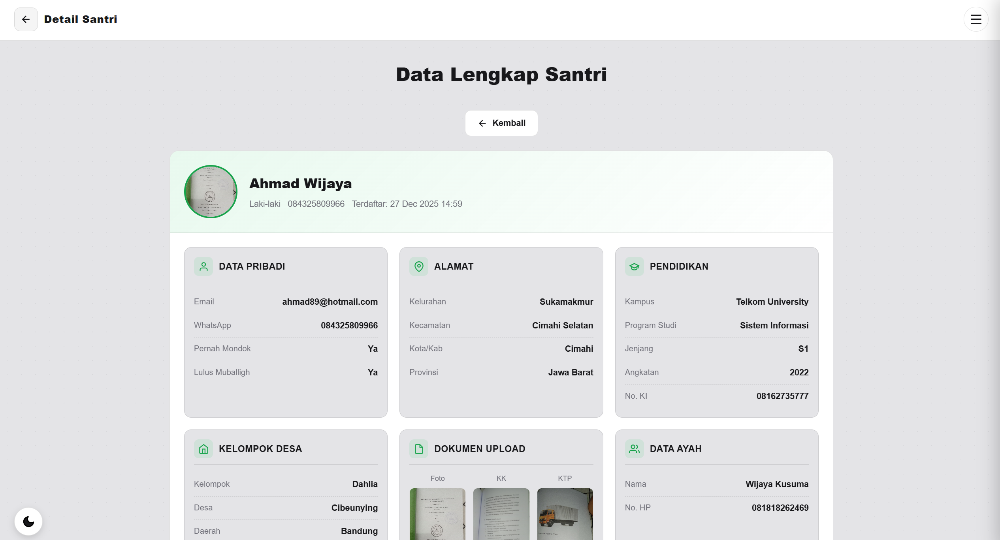 Detail Santri
Data Lengkap Santri
Kembali
Ahmad Wijaya
Laki-laki 084325809966 Terdaftar: 27 Dec 2025 14:59
DATA PRIBADI
Email ahmad89@hotmail.com
WhatsApp 084325809966
Pernah Mondok Ya
Lulus Muballigh Ya
ALAMAT
Kelurahan Sukamakmur
Kecamatan Cimahi Selatan
Kota/Kab Cimahi
Provinsi Jawa Barat
PENDIDIKAN
Kampus Telkom University
Program Studi Sistem Informasi
Jenjang S1
Angkatan 2022
No. KI 08162735777
KELOMPOK DESA
Kelompok Dahlia
Desa Cibeunying
Daerah Bandung
DOKUMEN UPLOAD
Foto KK KTP
DATA AYAH
Nama Wijaya Kusuma
No. HP 081818262469